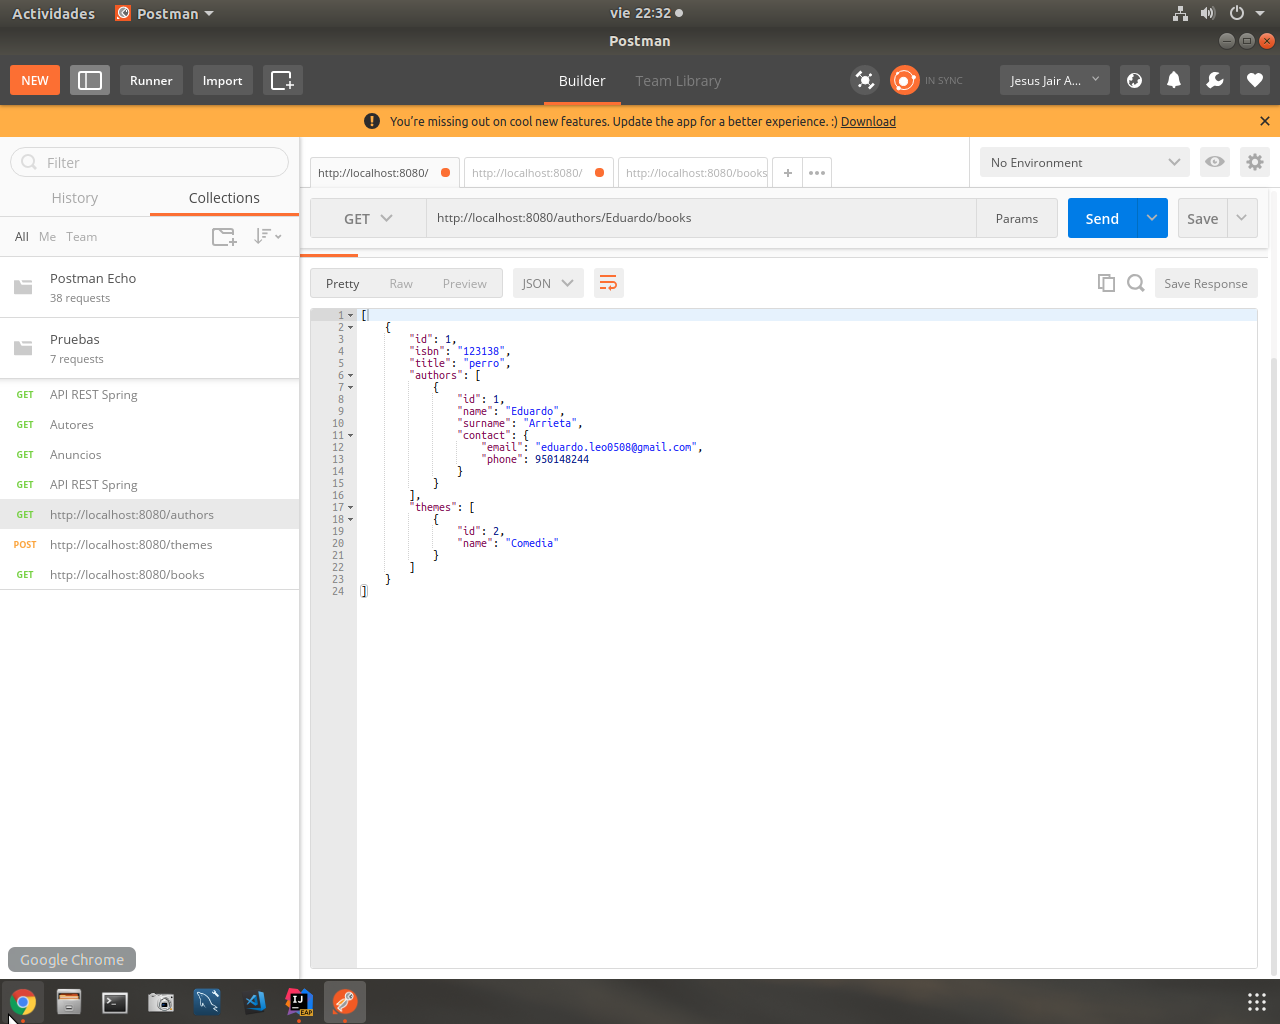 Actividades Postman vie 22:32
Postman
NEW Runner Import Builder Team Library IN SYNC Jesus Jair A...
You're missing out on cool new features. Update the app for a better experience. :) Download
Filter
History Collections
All Me Team
Postman Echo
38 requests
Pruebas
7 requests
GET API REST Spring
GET Autores
GET Anuncios
GET API REST Spring
GET http://localhost:8080/authors
POST http://localhost:8080/themes
GET http://localhost:8080/books
http://localhost:8080/ http://localhost:8080/ http://localhost:8080/books + ••• No Environment
GET http://localhost:8080/authors/Eduardo/books Params Send Save
Pretty Raw Preview JSON Save Response
1 [
2 {
3 "id": 1,
4 "isbn": "123138",
5 "title": "perro",
6 "authors": [
7 {
8 "id": 1,
9 "name": "Eduardo",
10 "surname": "Arrieta",
11 "contact": {
12 "email": "eduardo.leo0508@gmail.com",
13 "phone": 950148244
14 }
15 }
16 ],
17 "themes": [
18 {
19 "id": 2,
20 "name": "Comedia"
21 }
22 ]
23 }
24 ]
Google Chrome
IJ
EAP